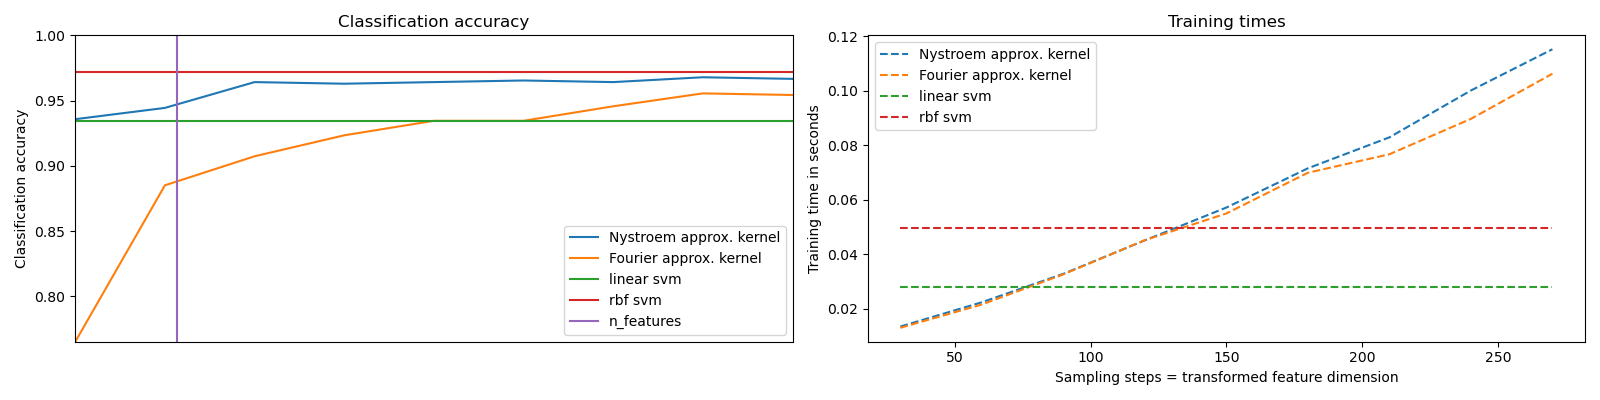 Classification accuracy
Classification accuracy
1.00
0.95
0.90
0.85
0.80
Nystroem approx. kernel
Fourier approx. kernel
linear svm
rbf svm
n_features
Training times
Training time in seconds
0.12
0.10
0.08
0.06
0.04
0.02
Nystroem approx. kernel
Fourier approx. kernel
linear svm
rbf svm
50
100
150
200
250
Sampling steps = transformed feature dimension